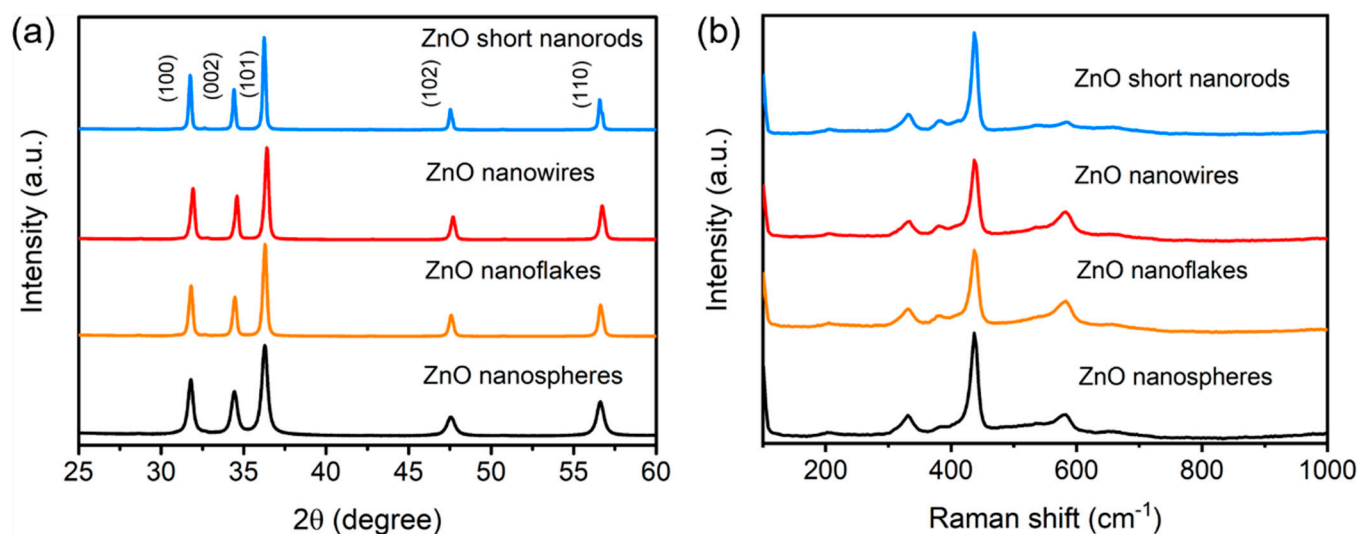 (a)
Intensity (a.u.)
ZnO short nanorods
(100)
(002)
(101)
(102)
(110)
ZnO nanowires
ZnO nanoflakes
ZnO nanospheres
25 30 35 40 45 50 55 60
2θ (degree)
(b)
Intensity (a.u.)
ZnO short nanorods
ZnO nanowires
ZnO nanoflakes
ZnO nanospheres
200 400 600 800 1000
Raman shift (cm⁻¹)